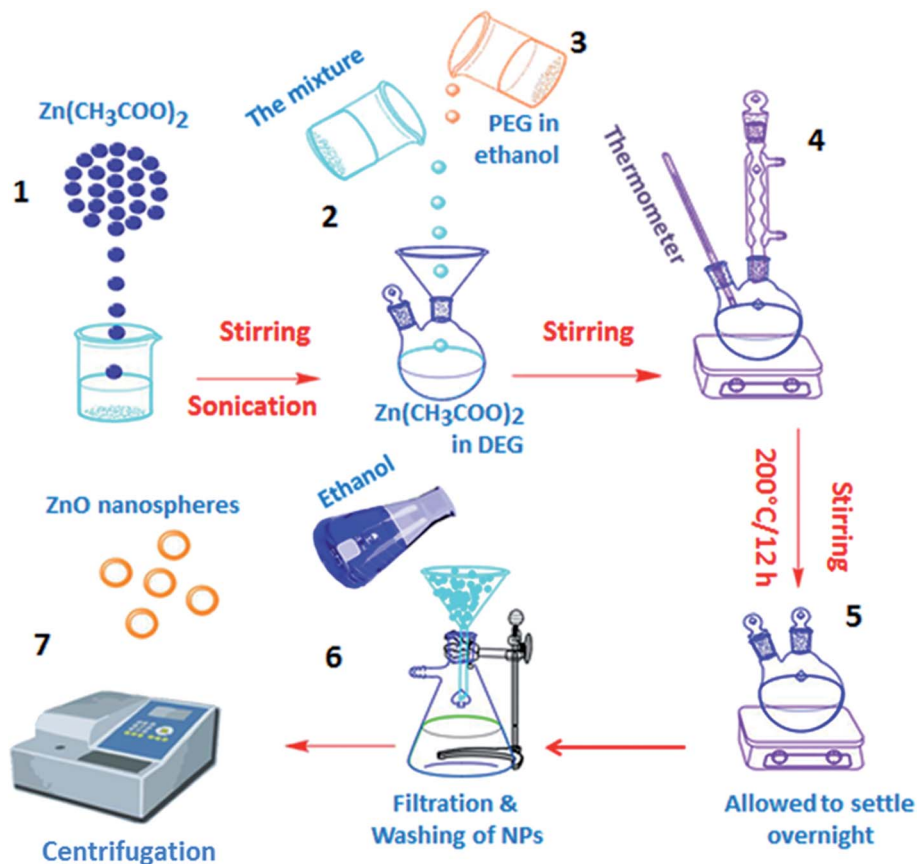 1
Zn(CH3COO)2
Stirring
Sonication
The mixture
2
3
PEG in
ethanol
Zn(CH3COO)2
in DEG
Stirring
Thermometer
4
200°C/12 h
Stirring
5
Allowed to settle
overnight
Ethanol
6
Filtration &
Washing of NPs
ZnO nanospheres
7
Centrifugation